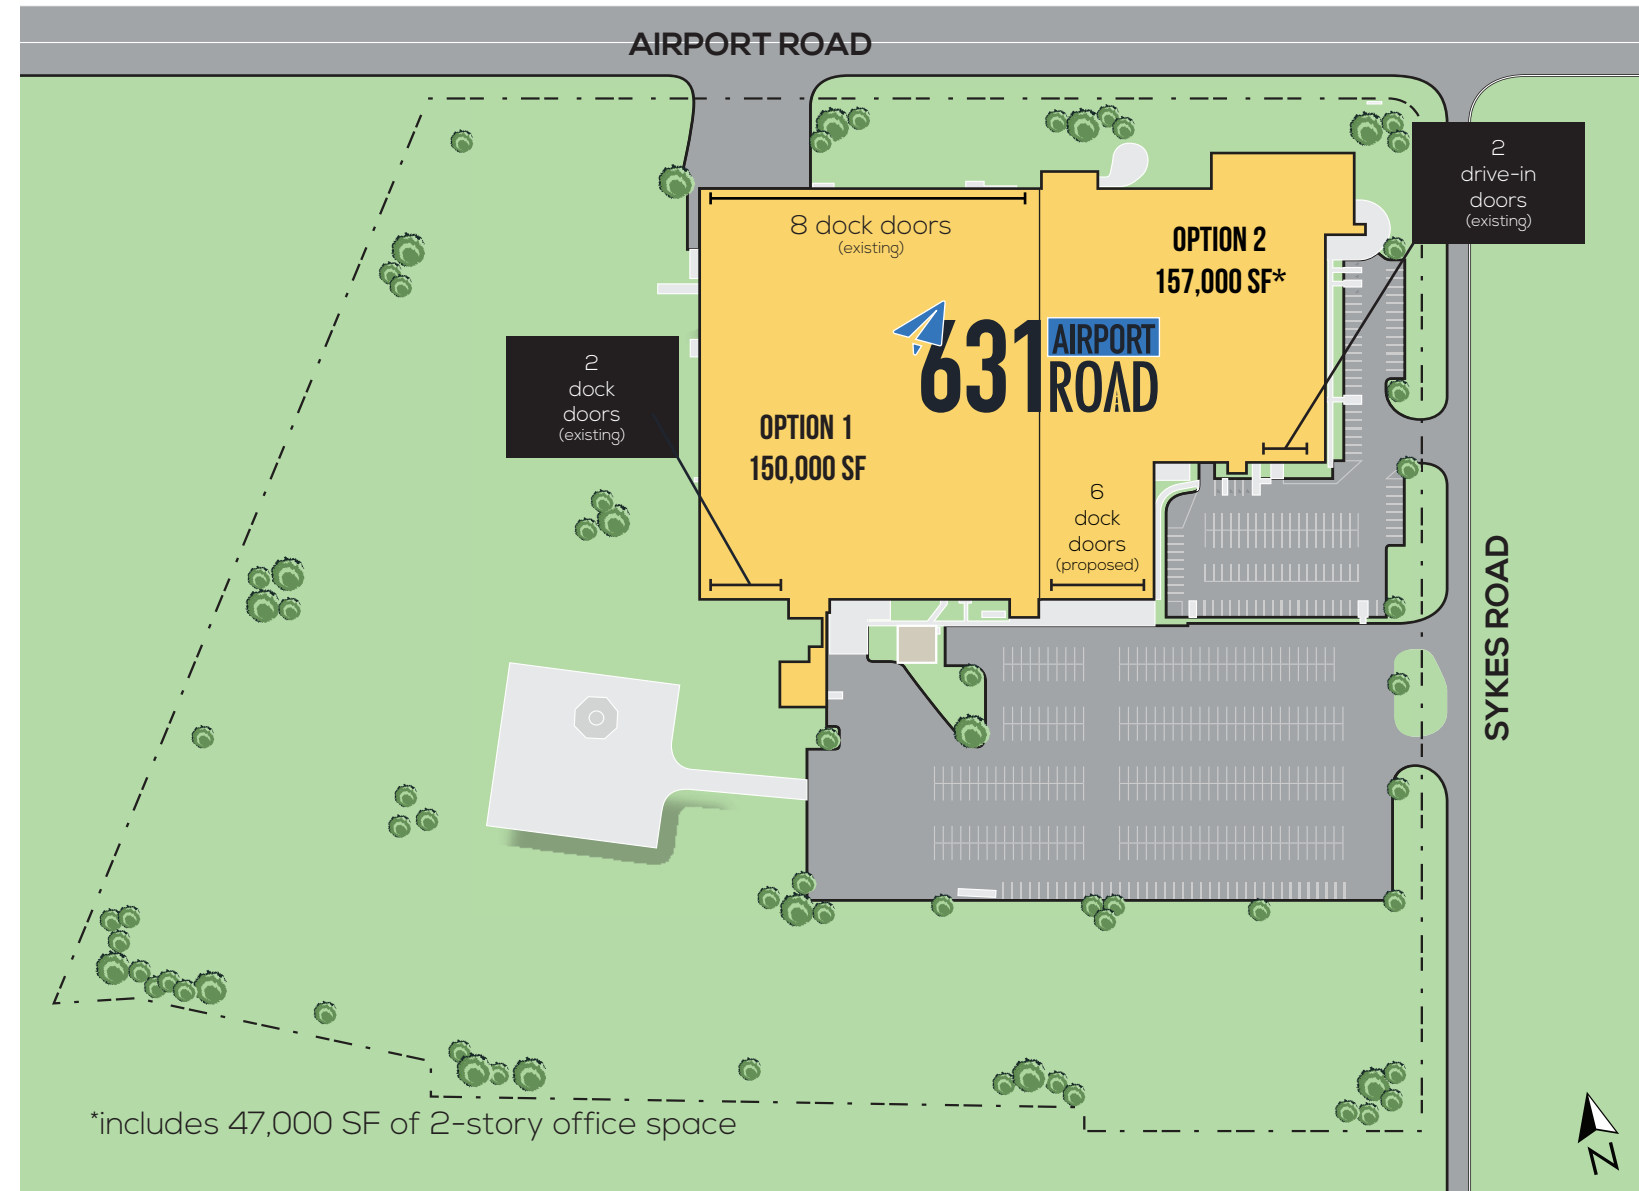 AIRPORT ROAD
2
drive-in
doors
(existing)
8 dock doors
(existing)
OPTION 2
157,000 SF*
631 AIRPORT
ROAD
2
dock
doors
(existing)
OPTION 1
150,000 SF
6
dock
doors
(proposed)
SYKES ROAD
*includes 47,000 SF of 2-story office space
N